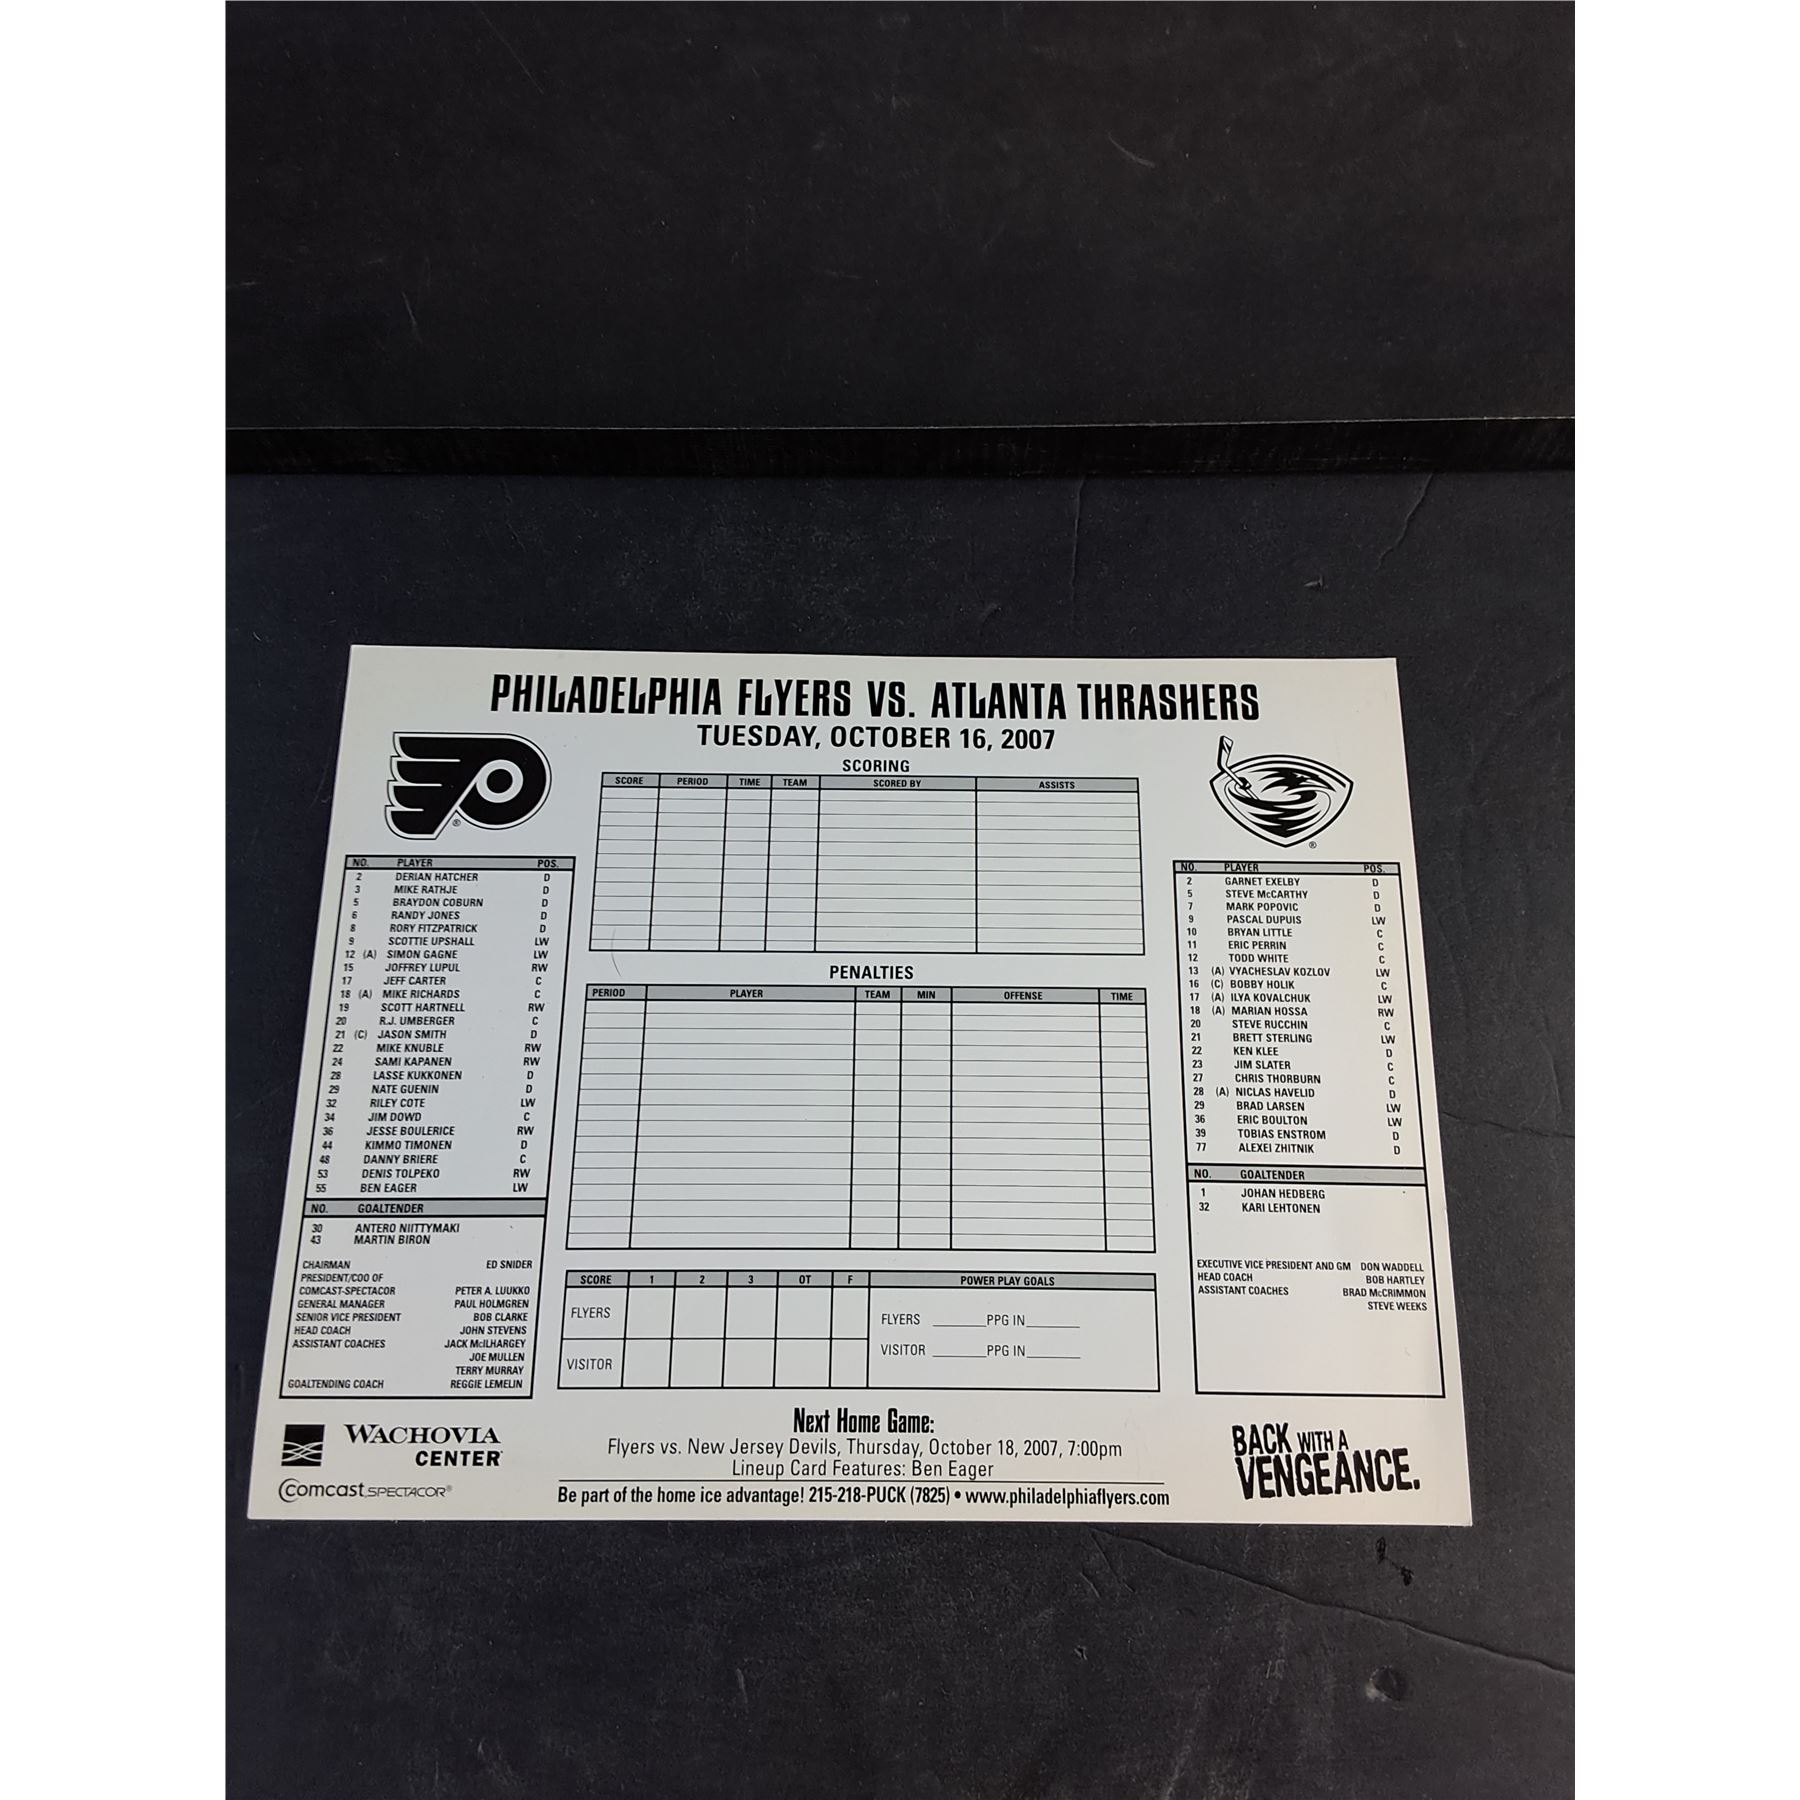 PHILADELPHIA FLYERS VS. ATLANTA THRASHERS
TUESDAY, OCTOBER 16, 2007
SCORING
SCORE PERIOD TIME TEAM SCORED BY ASSISTS
PENALTIES
PERIOD PLAYER TEAM MIN OFFENSE TIME
SCORE 1 2 3 OT F POWER PLAY GOALS
FLYERS
VISITOR
FLYERS ______PPG IN______
VISITOR ______PPG IN______
NO. PLAYER POS.
2 DERIAN HATCHER D
3 MIKE RATHJE D
5 BRAYDON COBURN D
6 RANDY JONES D
8 RORY FITZPATRICK D
9 SCOTTIE UPSHALL LW
12 (A) SIMON GAGNE LW
15 JOFFREY LUPUL RW
17 JEFF CARTER C
18 (A) MIKE RICHARDS C
19 SCOTT HARTNELL RW
20 R.J. UMBERGER C
21 (C) JASON SMITH D
22 MIKE KNUBLE RW
24 SAMI KAPANEN RW
28 LASSE KUKKONEN D
29 NATE GUENIN D
32 RILEY COTE LW
34 JIM DOWD C
36 JESSE BOULERICE RW
44 KIMMO TIMONEN D
48 DANNY BRIERE C
53 DENIS TOLPEKO RW
55 BEN EAGER LW
NO. GOALTENDER
30 ANTERO NIITTYMAKI
43 MARTIN BIRON
CHAIRMAN ED SNIDER
PRESIDENT/COO OF
COMCAST-SPECTACOR PETER A. LUUKKO
GENERAL MANAGER PAUL HOLMGREN
SENIOR VICE PRESIDENT BOB CLARKE
HEAD COACH JOHN STEVENS
ASSISTANT COACHES JACK McILHARGEY
JOE MULLEN
TERRY MURRAY
GOALTENDING COACH REGGIE LEMELIN
NO. PLAYER POS.
2 GARNET EXELBY D
5 STEVE McCARTHY D
7 MARK POPOVIC D
9 PASCAL DUPUIS LW
10 BRYAN LITTLE C
11 ERIC PERRIN C
12 TODD WHITE C
13 (A) VYACHESLAV KOZLOV LW
16 (C) BOBBY HOLIK C
17 (A) ILYA KOVALCHUK LW
18 (A) MARIAN HOSSA RW
20 STEVE RUCCHIN C
21 BRETT STERLING LW
22 KEN KLEE D
23 JIM SLATER C
27 CHRIS THORBURN C
28 (A) NICLAS HAVELID D
29 BRAD LARSEN LW
36 ERIC BOULTON LW
39 TOBIAS ENSTROM D
77 ALEXEI ZHITNIK D
NO. GOALTENDER
1 JOHAN HEDBERG
32 KARI LEHTONEN
EXECUTIVE VICE PRESIDENT AND GM DON WADDELL
HEAD COACH BOB HARTLEY
ASSISTANT COACHES BRAD McCRIMMON
STEVE WEEKS
WACHOVIA
CENTER
comcast SPECTACOR®
Next Home Game:
Flyers vs. New Jersey Devils, Thursday, October 18, 2007, 7:00pm
Lineup Card Features: Ben Eager
Be part of the home ice advantage! 215-218-PUCK (7825) • www.philadelphiaflyers.com
BACK WITH A
VENGEANCE.